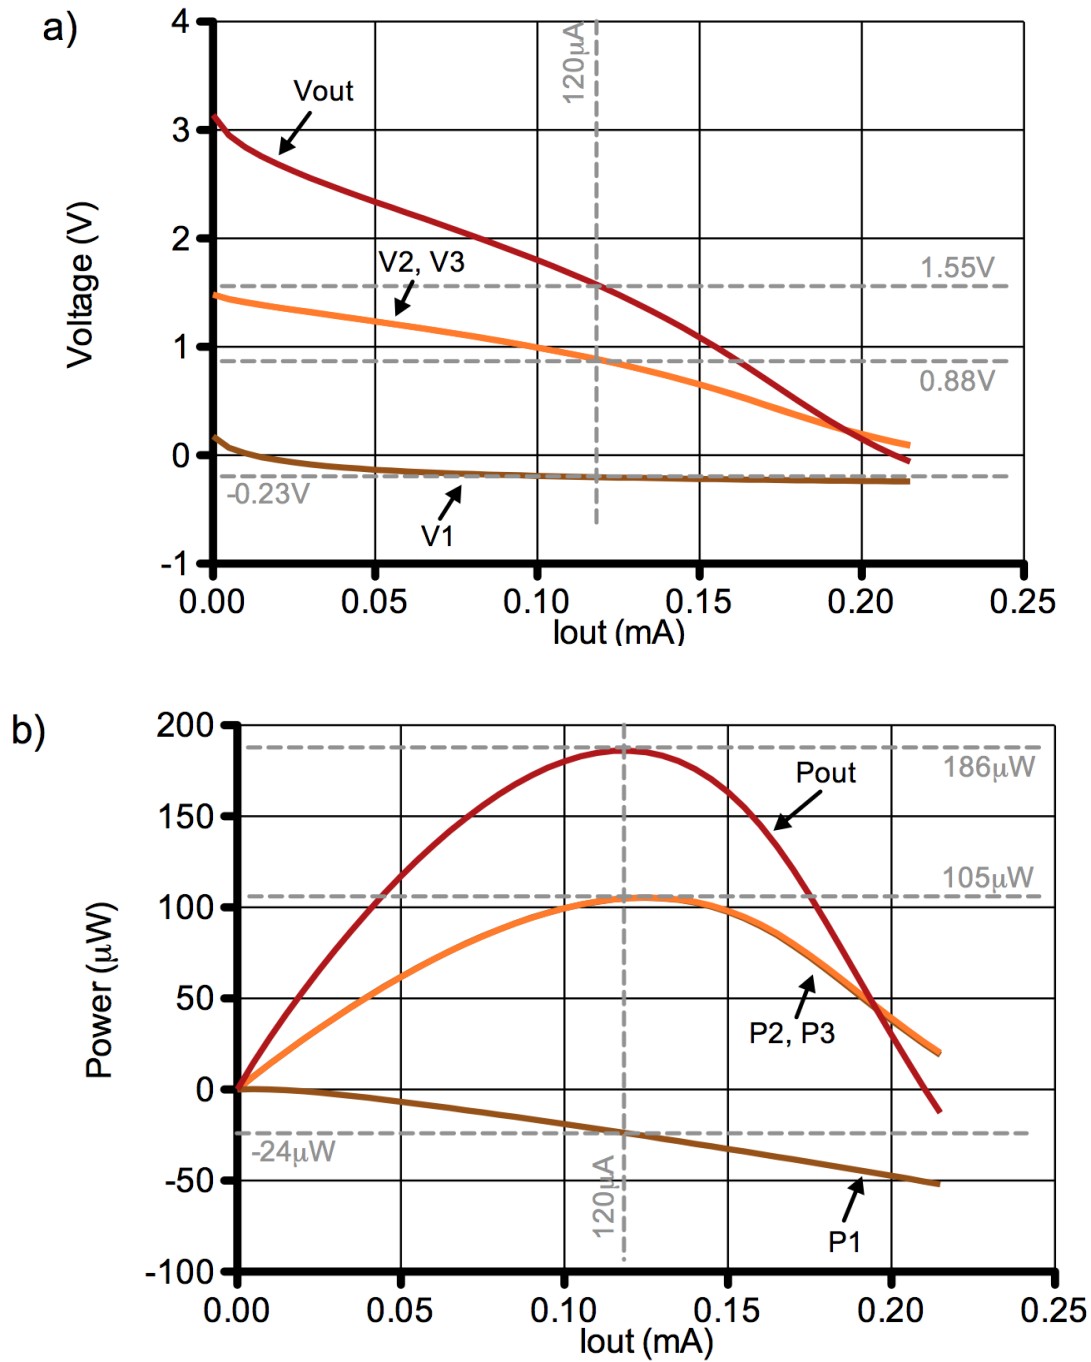 a)
4
3
2
1
0
-1
Voltage (V)
Vout
120μA
V2, V3
1.55V
0.88V
-0.23V
V1
0.00 0.05 0.10 0.15 0.20 0.25
Iout (mA)
b)
200
150
100
50
0
-50
-100
Power (μW)
186μW
Pout
105μW
P2, P3
-24μW
120μA
P1
0.00 0.05 0.10 0.15 0.20 0.25
Iout (mA)